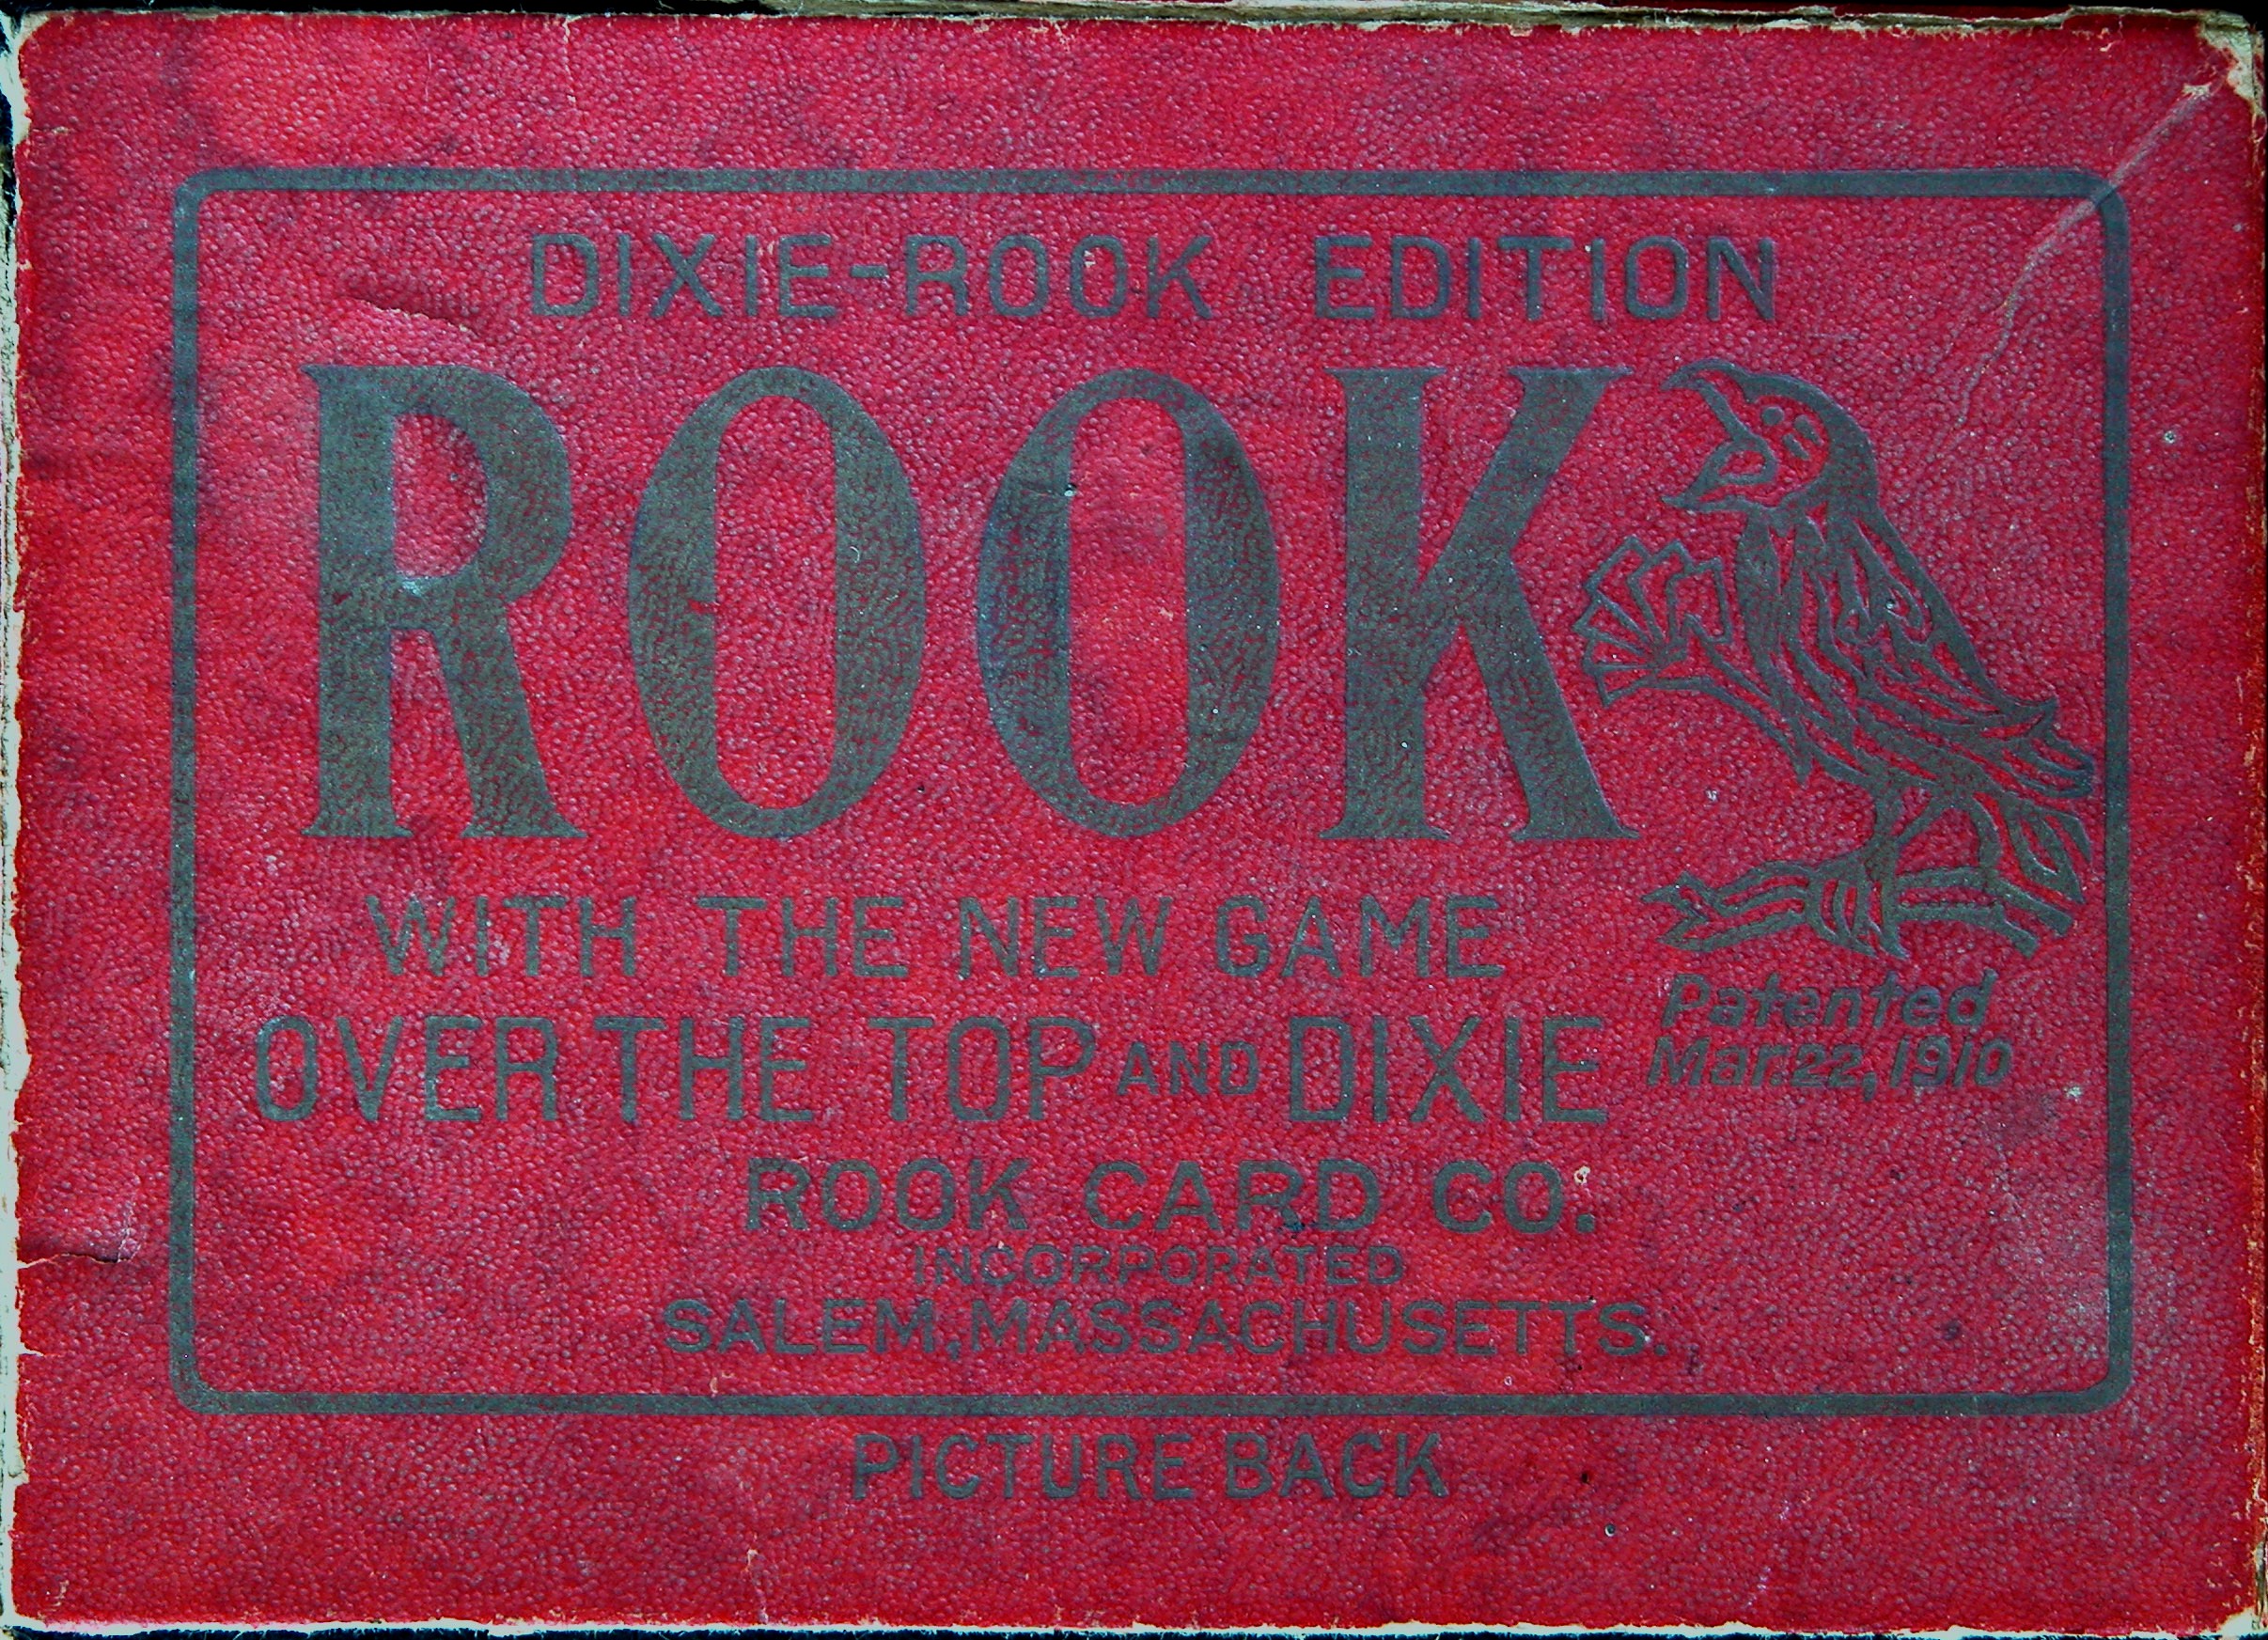 DIXIE-ROOK EDITION
ROOK
WITH THE NEW GAME
OVER THE TOP AND DIXIE
Patented
Mar. 22, 1910
ROOK CARD CO.
INCORPORATED
SALEM, MASSACHUSETTS.
PICTURE BACK